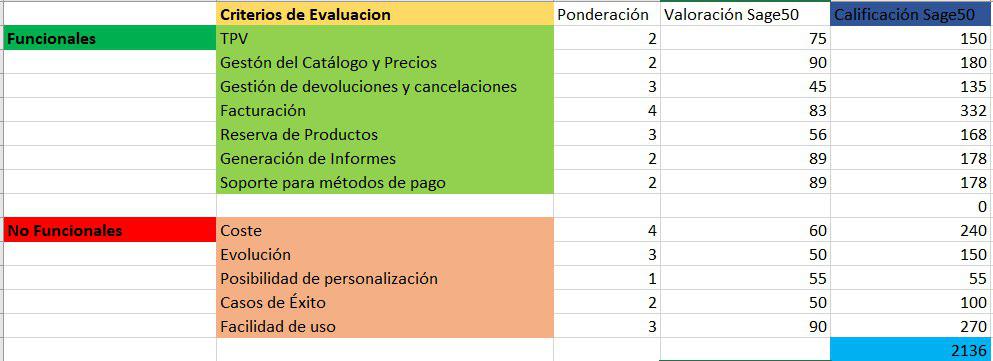 Criterios de Evaluacion Ponderación Valoración Sage50 Calificación Sage50
Funcionales TPV 2 75 150
Gestón del Catálogo y Precios 2 90 180
Gestión de devoluciones y cancelaciones 3 45 135
Facturación 4 83 332
Reserva de Productos 3 56 168
Generación de Informes 2 89 178
Soporte para métodos de pago 2 89 178
0
No Funcionales Coste 4 60 240
Evolución 3 50 150
Posibilidad de personalización 1 55 55
Casos de Éxito 2 50 100
Facilidad de uso 3 90 270
2136